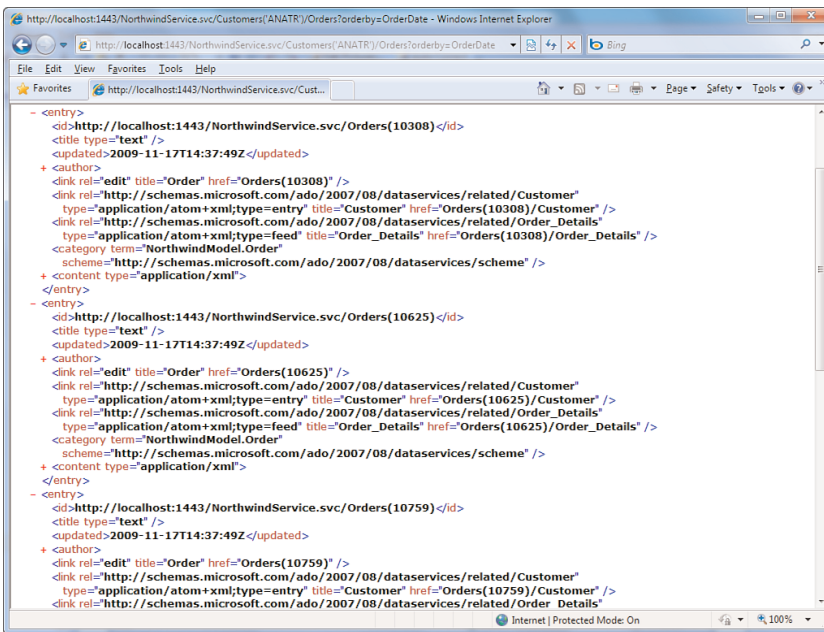 http://localhost:1443/NorthwindService.svc/Customers('ANATR')/Orders?orderby=OrderDate - Windows Internet Explorer
http://localhost:1443/NorthwindService.svc/Customers('ANATR')/Orders?orderby=OrderDate Bing
File Edit View Favorites Tools Help
Favorites http://localhost:1443/NorthwindService.svc/Cust... Page Safety Tools
- <entry>
<id>http://localhost:1443/NorthwindService.svc/Orders(10308)</id>
<title type="text" />
<updated>2009-11-17T14:37:49Z</updated>
+ <author>
<link rel="edit" title="Order" href="Orders(10308)" />
<link rel="http://schemas.microsoft.com/ado/2007/08/dataservices/related/Customer"
type="application/atom+xml;type=entry" title="Customer" href="Orders(10308)/Customer" />
<link rel="http://schemas.microsoft.com/ado/2007/08/dataservices/related/Order_Details"
type="application/atom+xml;type=feed" title="Order_Details" href="Orders(10308)/Order_Details" />
<category term="NorthwindModel.Order"
scheme="http://schemas.microsoft.com/ado/2007/08/dataservices/scheme" />
+ <content type="application/xml">
</entry>
- <entry>
<id>http://localhost:1443/NorthwindService.svc/Orders(10625)</id>
<title type="text" />
<updated>2009-11-17T14:37:49Z</updated>
+ <author>
<link rel="edit" title="Order" href="Orders(10625)" />
<link rel="http://schemas.microsoft.com/ado/2007/08/dataservices/related/Customer"
type="application/atom+xml;type=entry" title="Customer" href="Orders(10625)/Customer" />
<link rel="http://schemas.microsoft.com/ado/2007/08/dataservices/related/Order_Details"
type="application/atom+xml;type=feed" title="Order_Details" href="Orders(10625)/Order_Details" />
<category term="NorthwindModel.Order"
scheme="http://schemas.microsoft.com/ado/2007/08/dataservices/scheme" />
+ <content type="application/xml">
</entry>
- <entry>
<id>http://localhost:1443/NorthwindService.svc/Orders(10759)</id>
<title type="text" />
<updated>2009-11-17T14:37:49Z</updated>
+ <author>
<link rel="edit" title="Order" href="Orders(10759)" />
<link rel="http://schemas.microsoft.com/ado/2007/08/dataservices/related/Customer"
type="application/atom+xml;type=entry" title="Customer" href="Orders(10759)/Customer" />
<link rel="http://schemas.microsoft.com/ado/2007/08/dataservices/related/Order_Details"
Internet | Protected Mode: On 100%